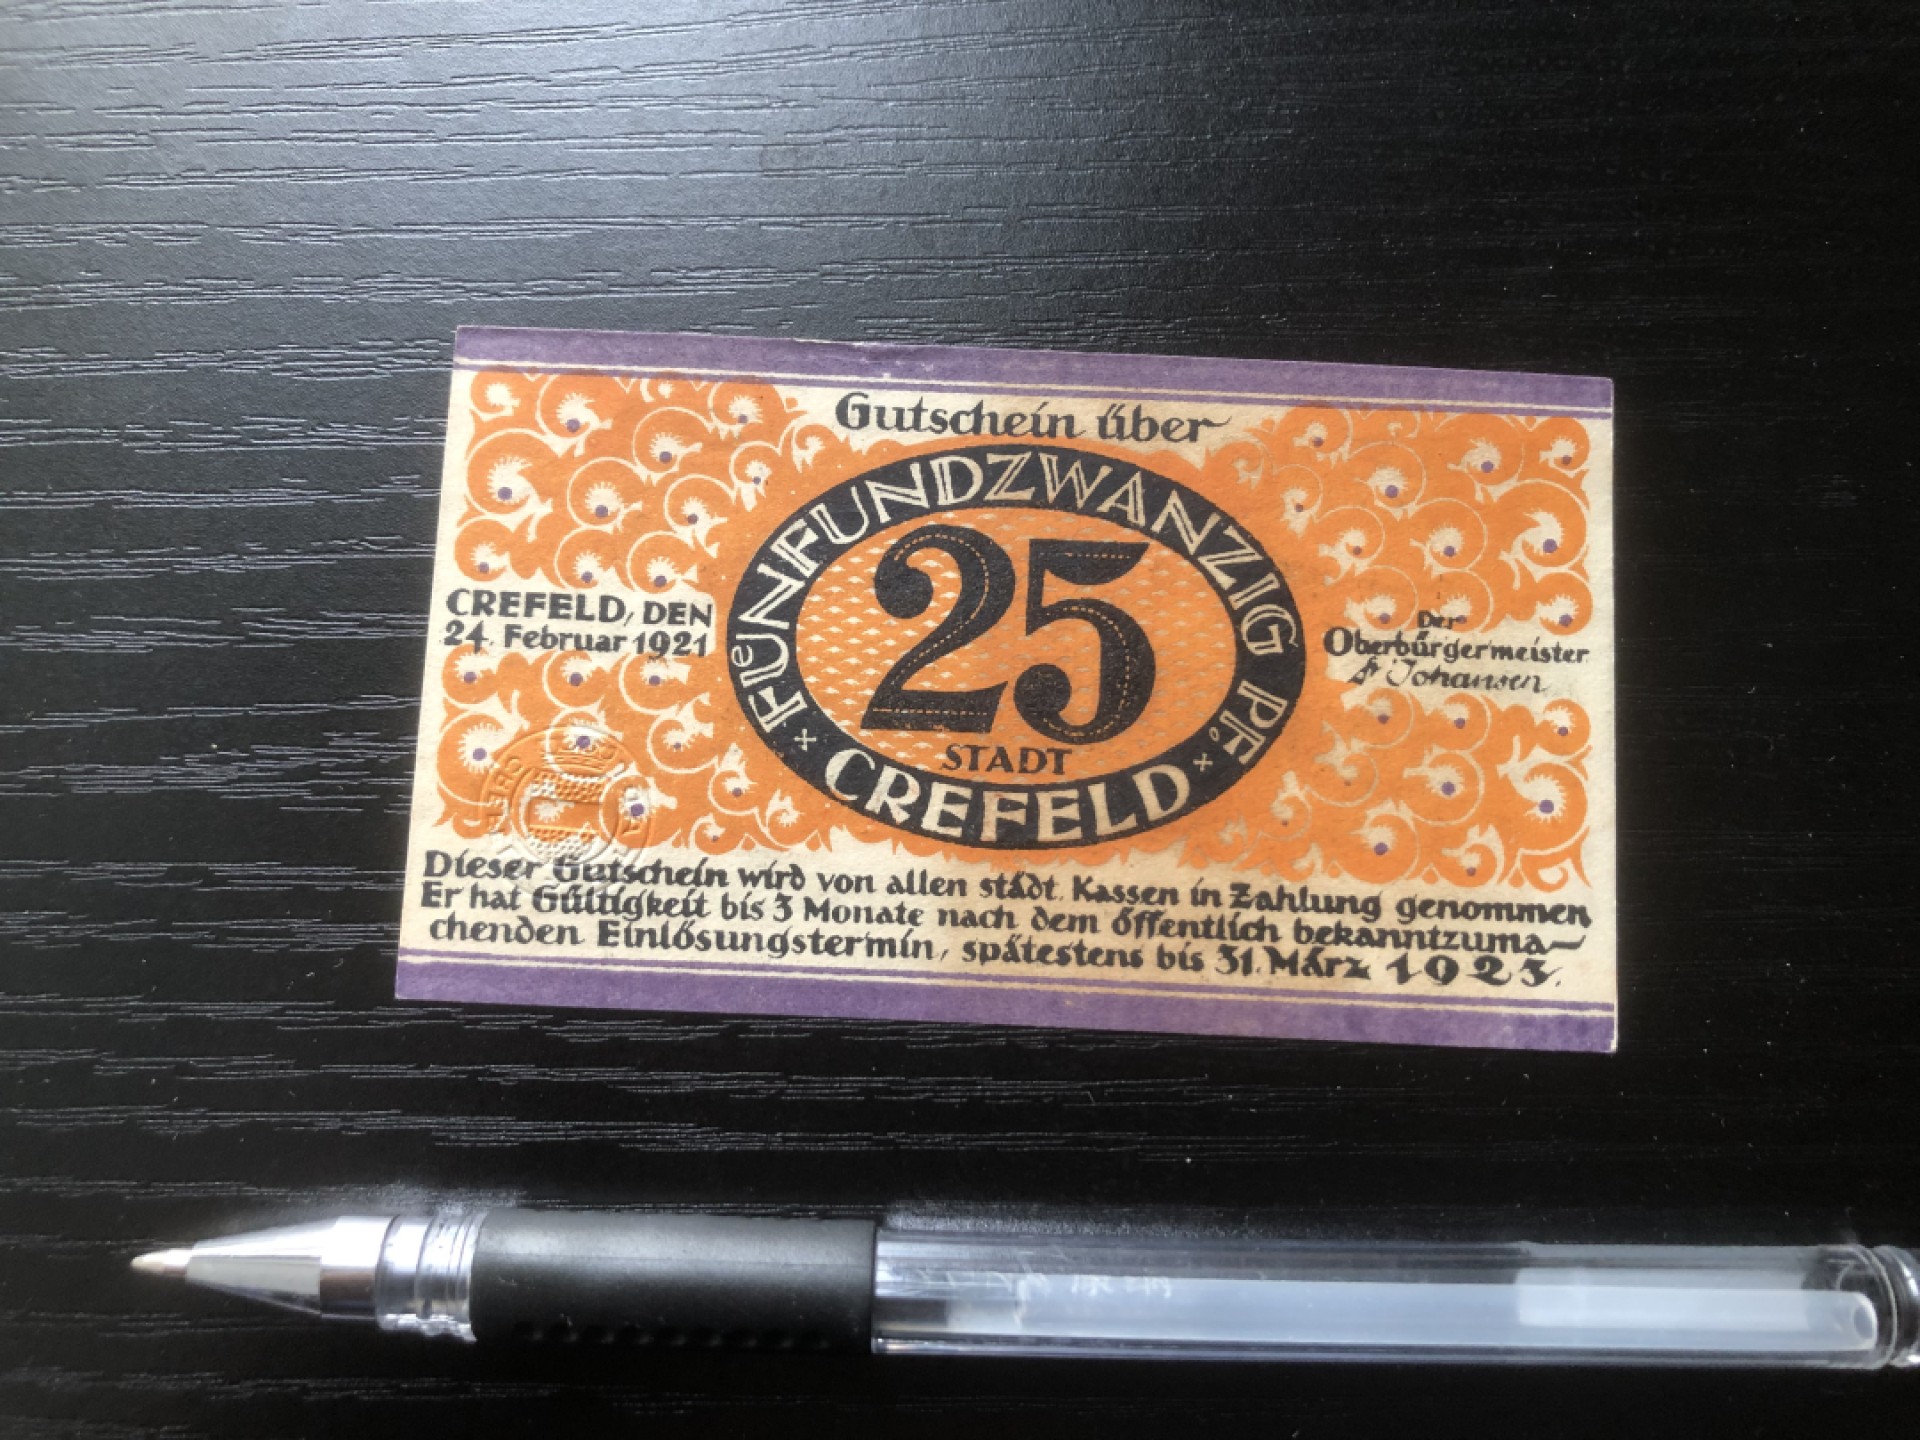 Gutschein über
FUNFUNDZWANZIG PF.
25
STADT
+ CREFELD +
CREFELD, DEN
24. Februar 1921
Der
Oberbürgermeister
Johansen
Dieser Gutschein wird von allen städt. Kassen in Zahlung genommen
Er hat Gültigkeit bis 3 Monate nach dem öffentlich bekanntzuma-
chenden Einlösungstermin, spätestens bis 31. März 1923.